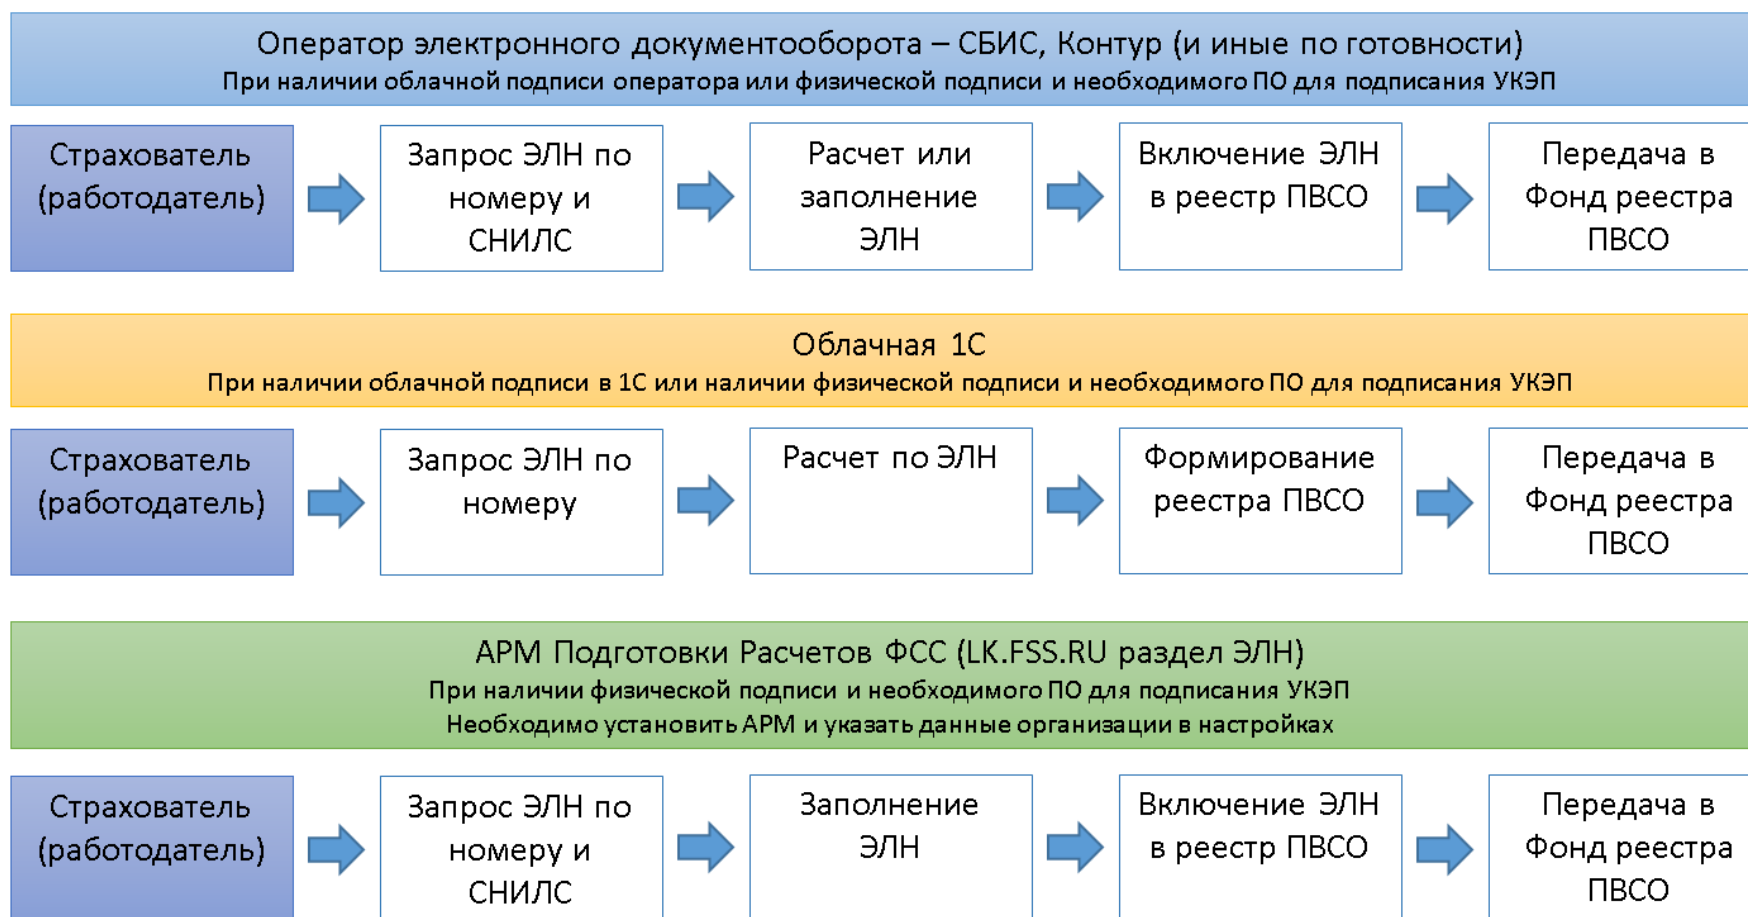 Оператор электронного документооборота – СБИС, Контур (и иные по готовности)
При наличии облачной подписи оператора или физической подписи и необходимого ПО для подписания УКЭП
Страхователь
(работодатель)
Запрос ЭЛН по
номеру и
СНИЛС
Расчет или
заполнение
ЭЛН
Включение ЭЛН
в реестр ПВСО
Передача в
Фонд реестра
ПВСО
Облачная 1С
При наличии облачной подписи в 1С или наличии физической подписи и необходимого ПО для подписания УКЭП
Страхователь
(работодатель)
Запрос ЭЛН по
номеру
Расчет по ЭЛН
Формирование
реестра ПВСО
Передача в
Фонд реестра
ПВСО
АРМ Подготовки Расчетов ФСС (LK.FSS.RU раздел ЭЛН)
При наличии физической подписи и необходимого ПО для подписания УКЭП
Необходимо установить АРМ и указать данные организации в настройках
Страхователь
(работодатель)
Запрос ЭЛН по
номеру и
СНИЛС
Заполнение
ЭЛН
Включение ЭЛН
в реестр ПВСО
Передача в
Фонд реестра
ПВСО